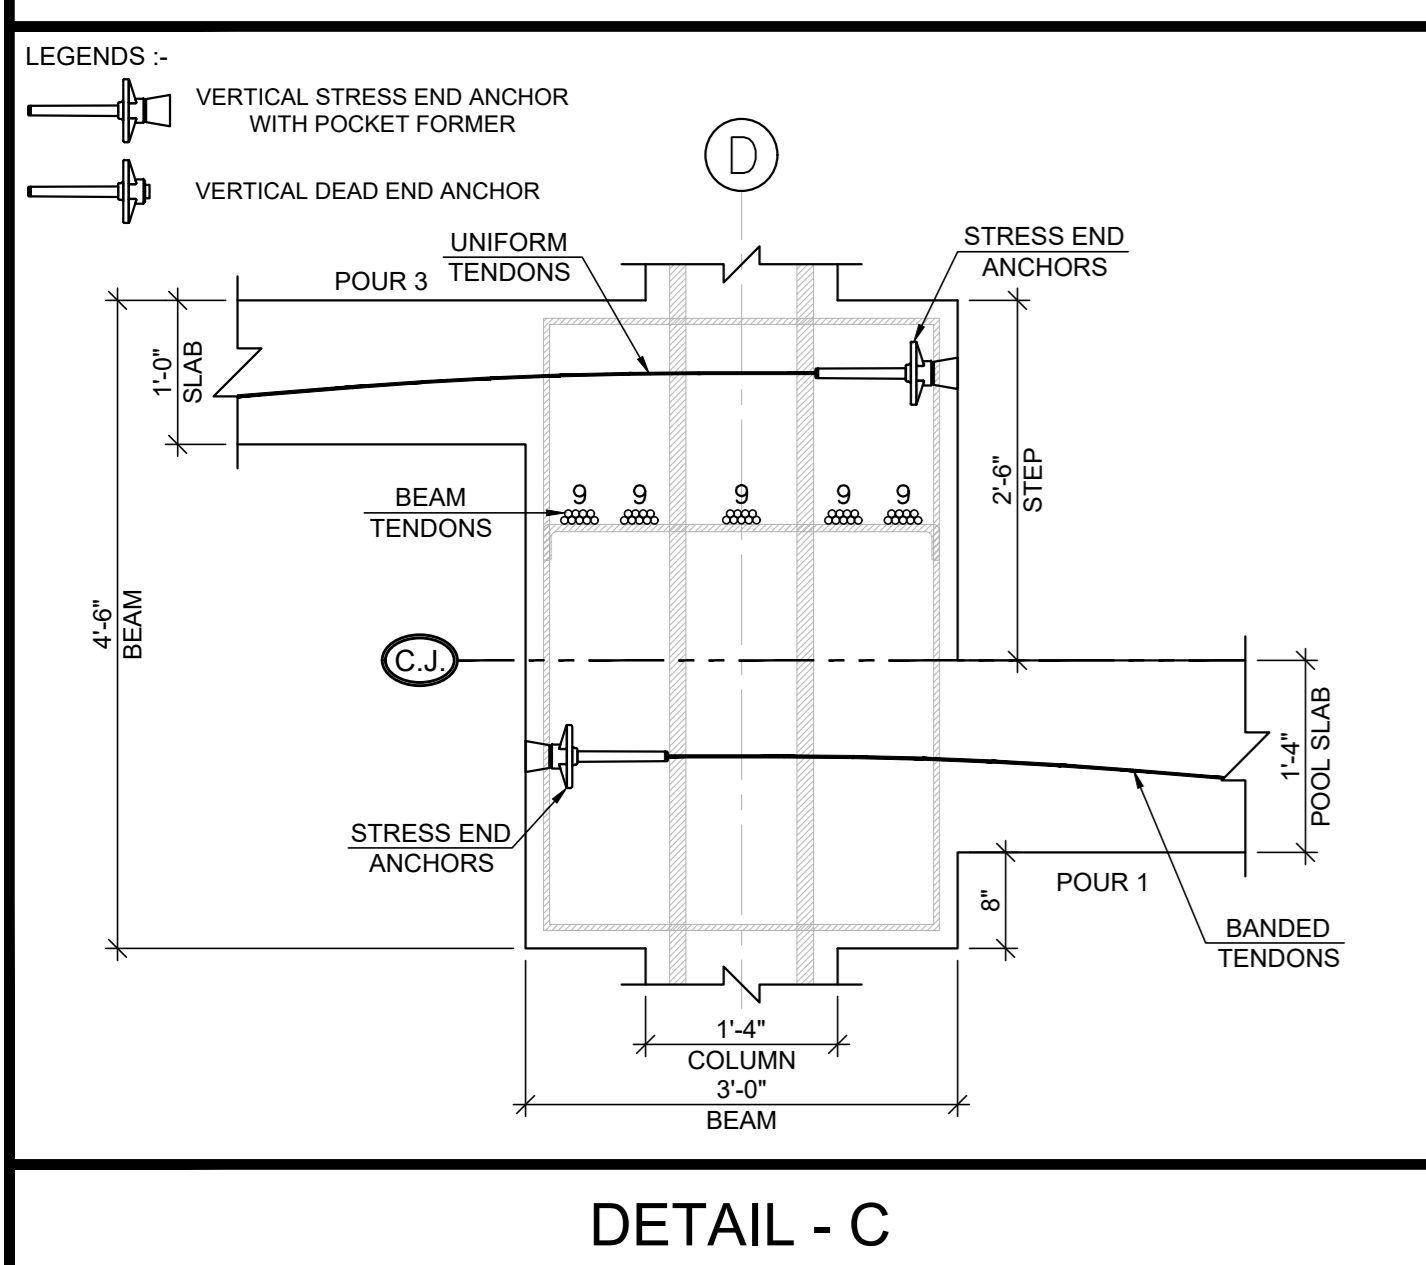 LEGENDS :-
VERTICAL STRESS END ANCHOR
WITH POCKET FORMER
VERTICAL DEAD END ANCHOR
D
UNIFORM
TENDONS
STRESS END
ANCHORS
POUR 3
1'-0"
SLAB
2'-6"
STEP
BEAM
TENDONS
9 9 9 9 9
4'-6"
BEAM
C.J.
1'-4"
POOL SLAB
STRESS END
ANCHORS
8"
POUR 1
BANDED
TENDONS
1'-4"
COLUMN
3'-0"
BEAM
DETAIL - C